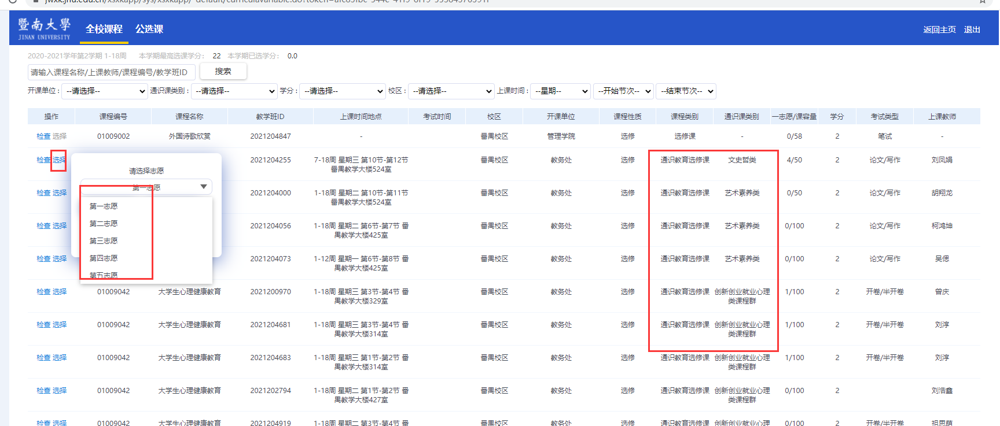 暨南大學
JINAN UNIVERSITY
全校课程 公选课
返回主页 退出
2020-2021学年第2学期 1-18周 本学期最高选课学分： 22 本学期已选学分： 0.0
请输入课程名称/上课教师/课程编号/教学班ID 搜索
开课单位： --请选择-- 通识课类别： --请选择-- 学分： --请选择-- 校区： --请选择-- 上课时间： --星期-- --开始节次-- --结束节次--
操作 课程编号 课程名称 教学班ID 上课时间地点 考试时间 校区 开课单位 课程性质 课程类别 通识课类别 一志愿/课容量 学分 考试类型 上课教师
检查 选择 01009002 外国诗歌欣赏 2021204847 - 番禺校区 管理学院 选修 选修课 - 0/58 2 笔试 -
检查 选择 2021204255 7-18周 星期三 第10节-第12节 番禺校区 教务处 选修 通识教育选修课 文史哲类 4/50 2 论文/写作 刘凤娟
番禺教学大楼524室
请选择志愿
第一志愿
检查 选择 2021204000 1-18周 星期二 第10节-第11节 番禺校区 教务处 选修 通识教育选修课 艺术素养类 0/50 2 论文/写作 胡翔龙
番禺教学大楼524室
第一志愿
第二志愿
第三志愿
第四志愿
第五志愿
检查 选择 2021204056 1-18周 星期二 第6节-第7节 番 番禺校区 教务处 选修 通识教育选修课 艺术素养类 0/100 2 论文/写作 柯鸿坤
禺教学大楼425室
检查 选择 2021204073 1-12周 星期一 第6节-第8节 番 番禺校区 教务处 选修 通识教育选修课 艺术素养类 0/100 2 论文/写作 吴偲
禺教学大楼425室
检查 选择 01009042 大学生心理健康教育 2021200970 1-18周 星期三 第3节-第4节 番 番禺校区 教务处 选修 通识教育选修课 创新创业就业心理 1/100 2 开卷/半开卷 曾庆
禺教学大楼329室 类课程群
检查 选择 01009042 大学生心理健康教育 2021204681 1-18周 星期三 第3节-第4节 番 番禺校区 教务处 选修 通识教育选修课 创新创业就业心理 1/100 2 开卷/半开卷 刘淳
禺教学大楼314室 类课程群
检查 选择 01009042 大学生心理健康教育 2021204683 1-18周 星期三 第1节-第2节 番 番禺校区 教务处 选修 通识教育选修课 创新创业就业心理 1/100 2 开卷/半开卷 刘淳
禺教学大楼314室 类课程群
检查 选择 01009042 大学生心理健康教育 2021202794 1-18周 星期二 第1节-第2节 番 番禺校区 教务处 选修 通识教育选修课 创新创业就业心理 0/100 2 刘浩鑫
禺教学大楼427室 类课程群
检查 选择 01009042 大学生心理健康教育 2021204919 1-18周 星期二 第3节-第4节 番 番禺校区 教务处 选修 通识教育选修课 创新创业就业心理 0/100 2 开卷/半开卷